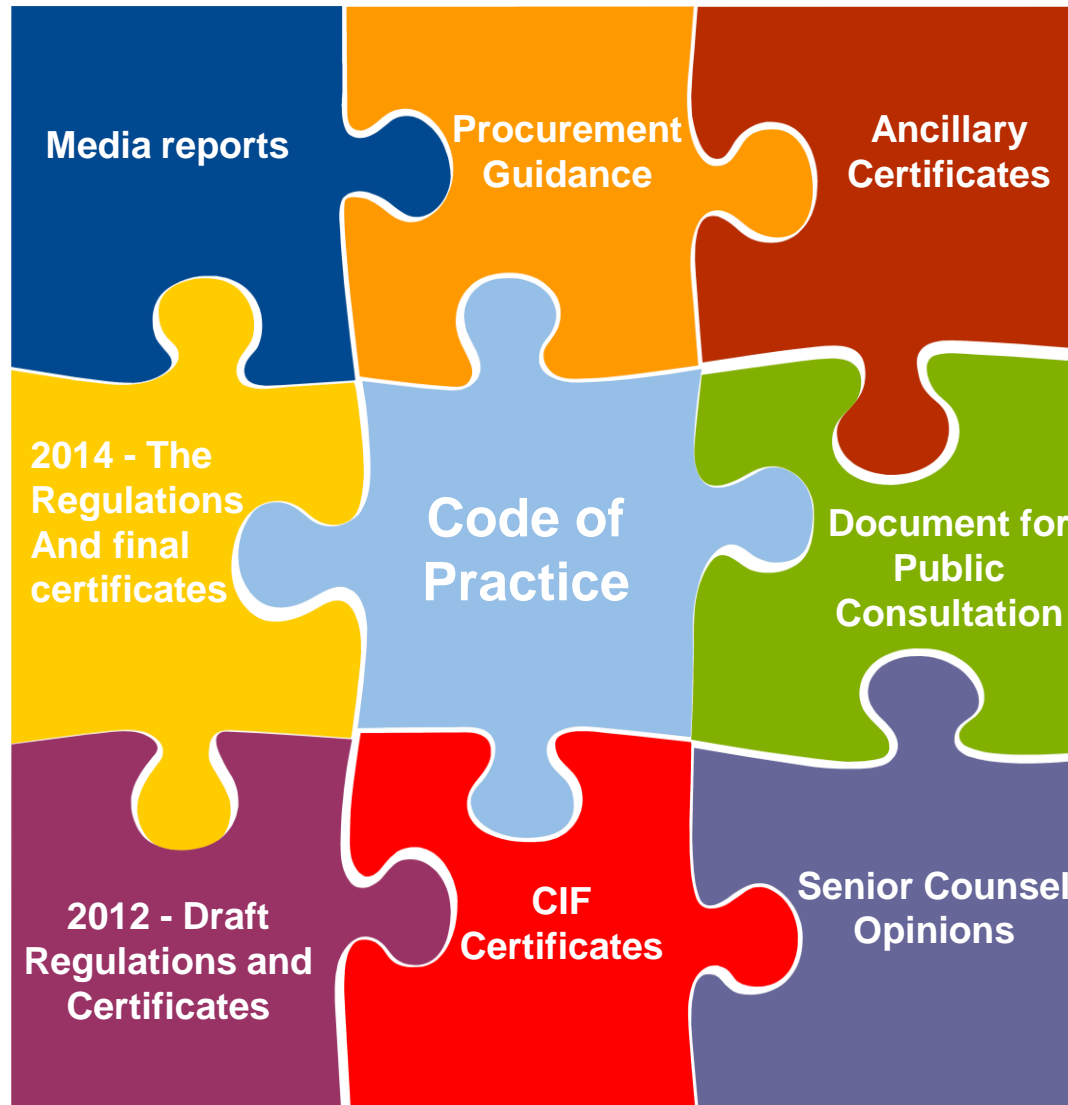 Media reports
Procurement
Guidance
Ancillary
Certificates
2014 - The
Regulations
And final
certificates
Code of
Practice
Document for
Public
Consultation
2012 - Draft
Regulations and
Certificates
CIF
Certificates
Senior Counsel
Opinions